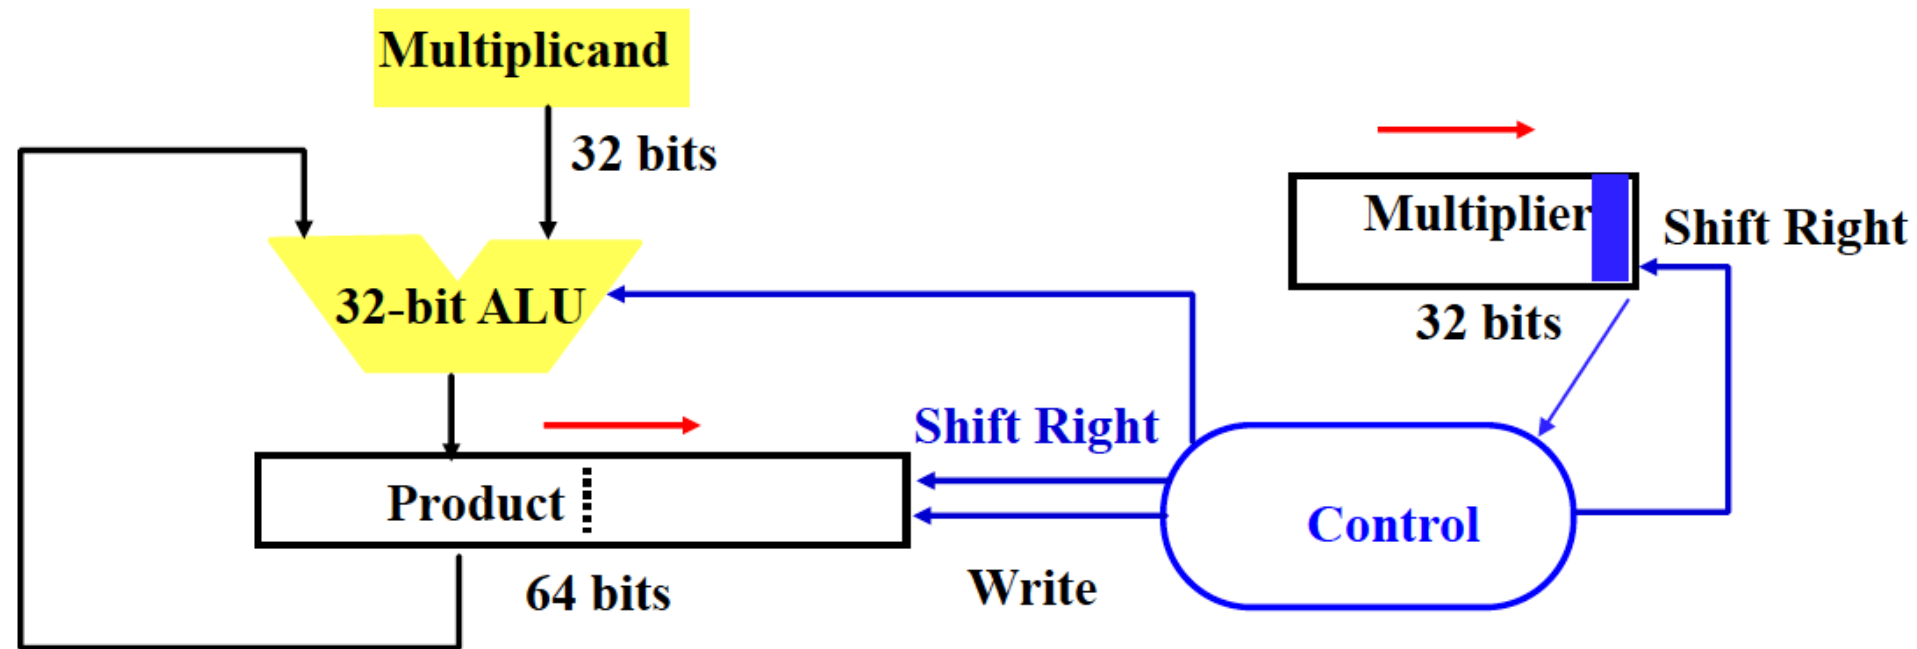 Multiplicand
32 bits
Multiplier
Shift Right
32-bit ALU
32 bits
Shift Right
Product
Control
64 bits
Write